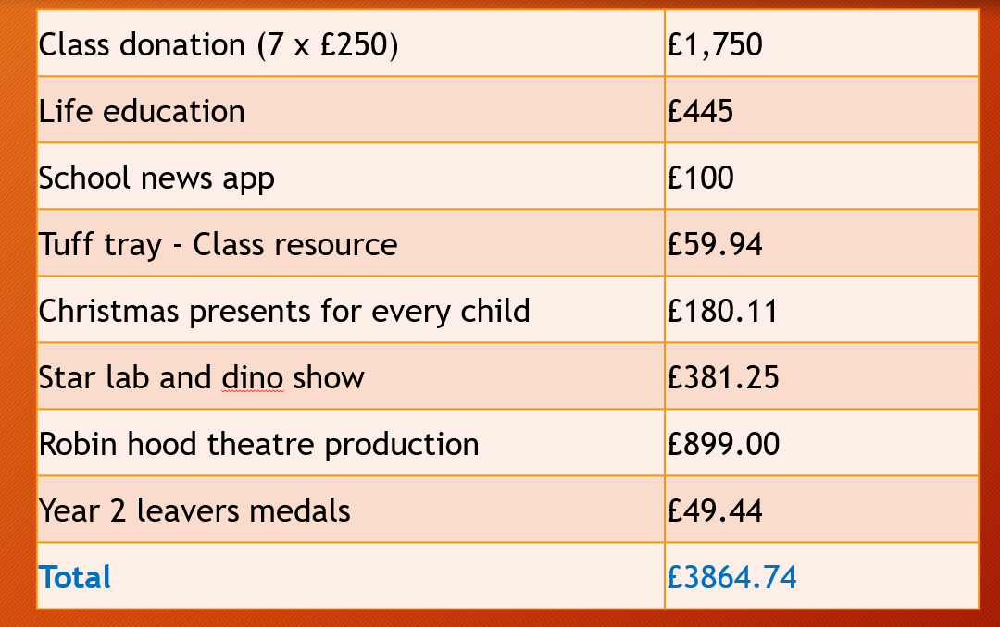 Class donation (7 x £250) £1,750
Life education £445
School news app £100
Tuff tray - Class resource £59.94
Christmas presents for every child £180.11
Star lab and dino show £381.25
Robin hood theatre production £899.00
Year 2 leavers medals £49.44
Total £3864.74